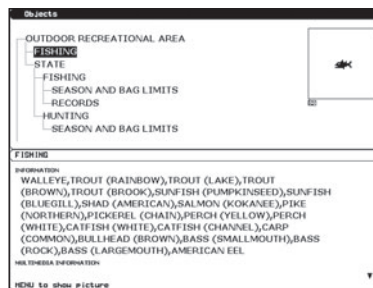 Objects
OUTDOOR RECREATIONAL AREA
FISHING
STATE
FISHING
SEASON AND BAG LIMITS
RECORDS
HUNTING
SEASON AND BAG LIMITS
FISHING
INFORMATION
WALLEYE,TROUT (RAINBOW),TROUT (LAKE),TROUT
(BROWN),TROUT (BROOK),SUNFISH (PUMPKINSEED),SUNFISH
(BLUEGILL),SHAD (AMERICAN),SALMON (KOKANEE),PIKE
(NORTHERN),PICKEREL (CHAIN),PERCH (YELLOW),PERCH
(WHITE),CATFISH (WHITE),CATFISH (CHANNEL),CARP
(COMMON),BULLHEAD (BROWN),BASS (SMALLMOUTH),BASS
(ROCK),BASS (LARGEMOUTH),AMERICAN EEL
MULTIMEDIA INFORMATION
MENU to show picture